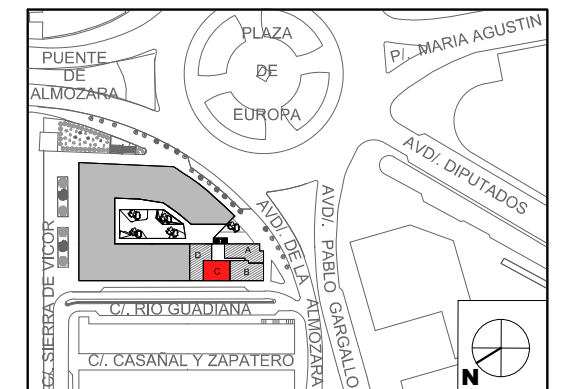 PLAZA
DE
EUROPA
P/. MARIA AGUSTIN
PUENTE
DE
ALMOZARA
AVD/. DIPUTADOS
AVD/. DE LA ALMOZARA
AVD/. PABLO GARGALLO
C/. SIERRA DE VICOR
A
D
C
B
C/. RIO GUADIANA
C/. CASAÑAL Y ZAPATERO
N